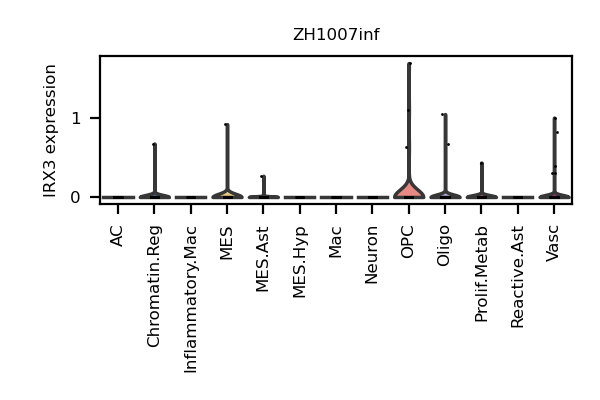 ZH1007inf
IRX3 expression
1
0
AC
Chromatin.Reg
Inflammatory.Mac
MES
MES.Ast
MES.Hyp
Mac
Neuron
OPC
Oligo
Prolif.Metab
Reactive.Ast
Vasc